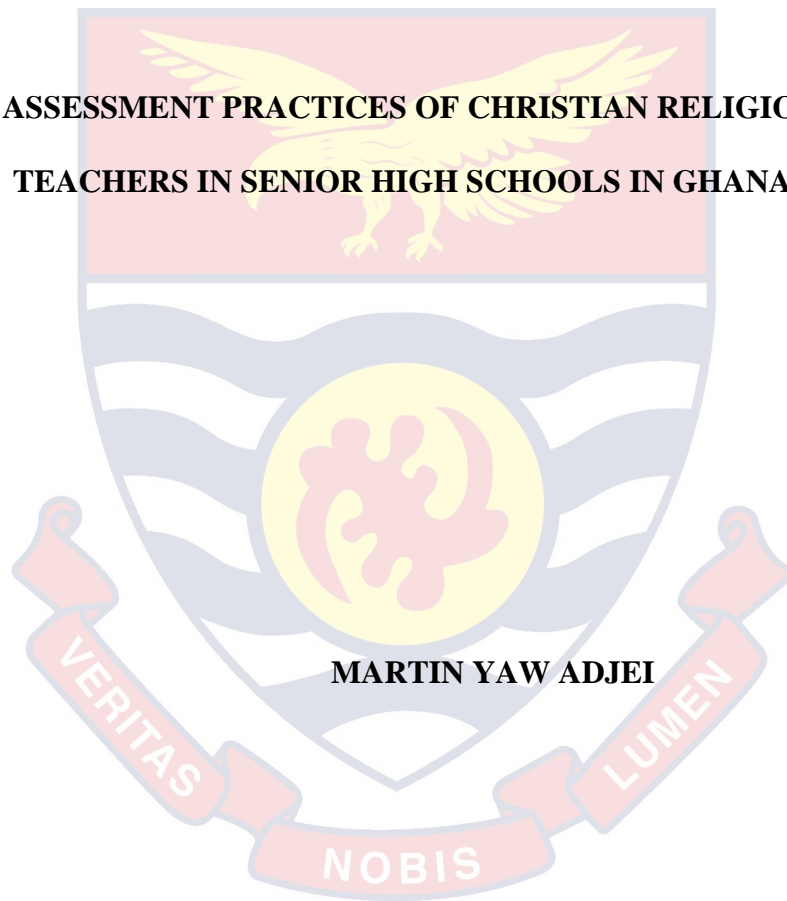 ASSESSMENT PRACTICES OF CHRISTIAN RELIGIO
TEACHERS IN SENIOR HIGH SCHOOLS IN GHANA
MARTIN YAW ADJEI
VERITAS
NOBIS
LUMEN